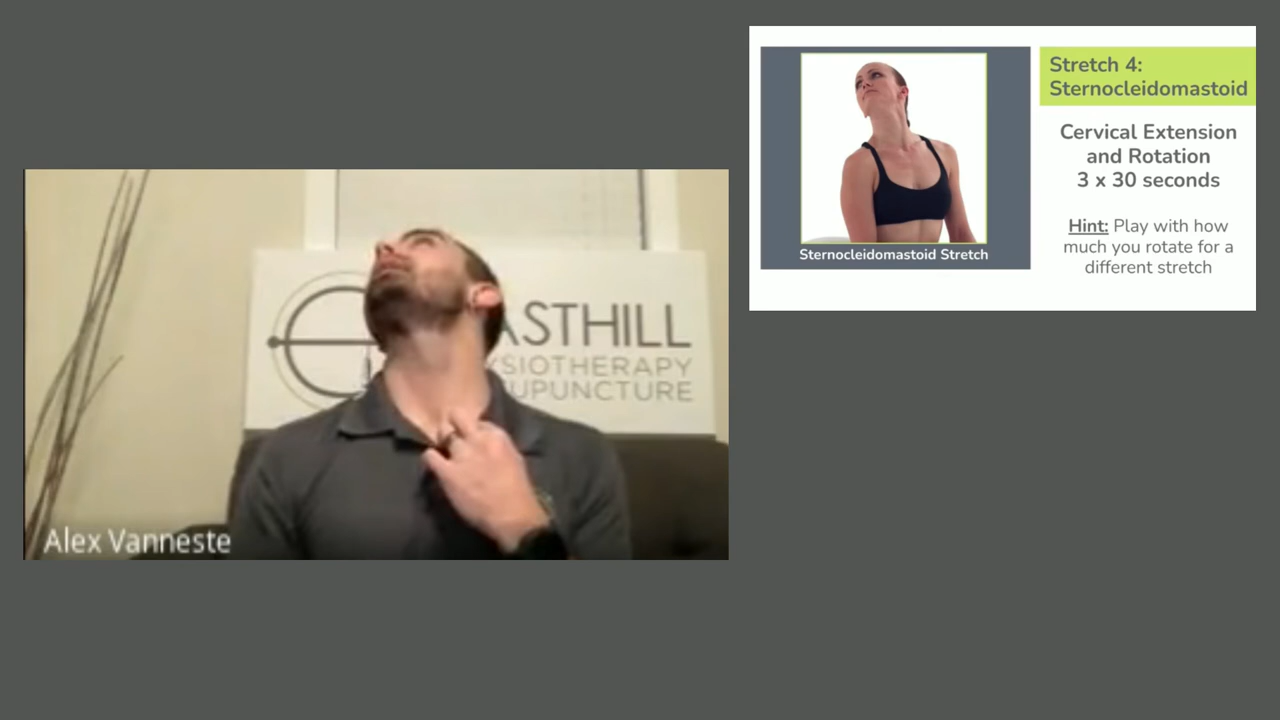 ASTHILL
YSIOTHERAPY
UPUNCTURE
Alex Vanneste
Sternocleidomastoid Stretch
Stretch 4:
Sternocleidomastoid
Cervical Extension
and Rotation
3 x 30 seconds
Hint: Play with how
much you rotate for a
different stretch